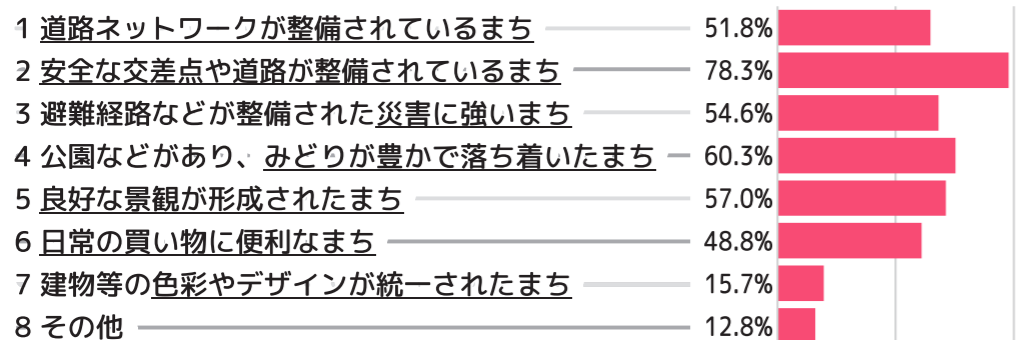 1 道路ネットワークが整備されているまち 51.8%
2 安全な交差点や道路が整備されているまち 78.3%
3 避難経路などが整備された災害に強いまち 54.6%
4 公園などがあり、みどりが豊かで落ち着いたまち 60.3%
5 良好な景観が形成されたまち 57.0%
6 日常の買い物に便利なまち 48.8%
7 建物等の色彩やデザインが統一されたまち 15.7%
8 その他 12.8%